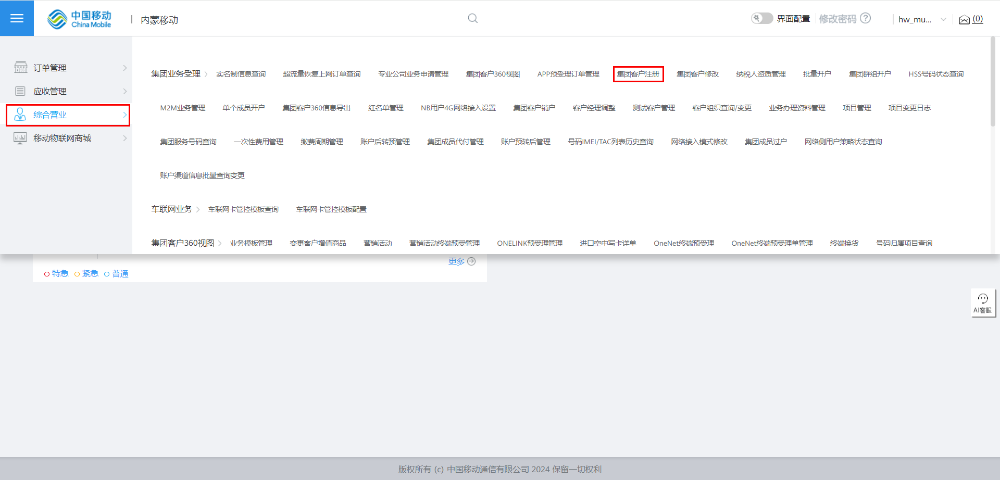 中国移动
China Mobile
内蒙移动
界面配置
修改密码
hw_mu...
(0)
订单管理
应收管理
综合营业
移动物联网商城
集团业务受理 实名制信息查询 超流量恢复上网订单查询 专业公司业务申请管理 集团客户360视图 APP预受理订单管理 集团客户注册 集团客户修改 纳税人资质管理 批量开户 集团群组开户 HSS号码状态查询
M2M业务管理 单个成员开户 集团客户360信息导出 红名单管理 NB用户4G网络接入设置 集团客户销户 客户经理调整 测试客户管理 客户组织查询/变更 业务办理资料管理 项目管理 项目变更日志
集团服务号码查询 一次性费用管理 缴费周期管理 账户后转预管理 集团成员代付管理 账户预转后管理 号码IMEI/TAC列表历史查询 网络接入模式修改 集团成员过户 网络侧用户策略状态查询
账户渠道信息批量查询变更
车联网业务 车联网卡管控模板查询 车联网卡管控模板配置
集团客户360视图 业务模板管理 变更客户增值商品 营销活动 营销活动终端预受管理 ONELINK预受理管理 进口空中写卡详单 OneNet终端预受理 OneNet终端预受理单管理 终端换货 号码归属项目查询
更多
特急 紧急 普通
AI客服
版权所有 (c) 中国移动通信有限公司 2024 保留一切权利